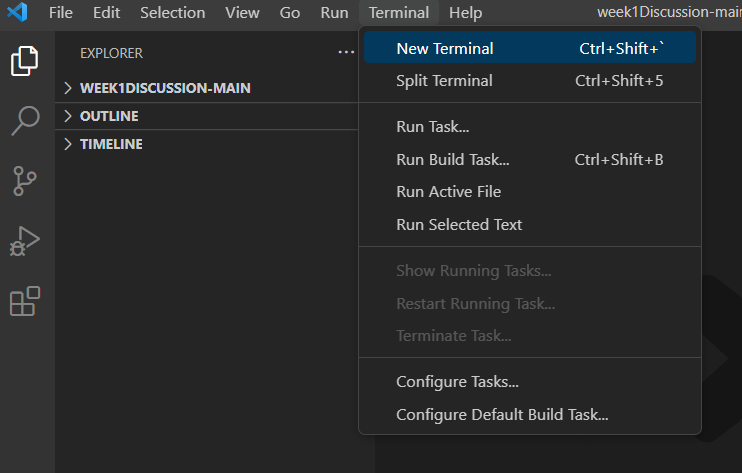 File Edit Selection View Go Run Terminal Help week1Discussion-main
EXPLORER ...
WEEK1DISCUSSION-MAIN
OUTLINE
TIMELINE
New Terminal Ctrl+Shift+`
Split Terminal Ctrl+Shift+5
Run Task...
Run Build Task... Ctrl+Shift+B
Run Active File
Run Selected Text
Show Running Tasks...
Restart Running Task...
Terminate Task...
Configure Tasks...
Configure Default Build Task...